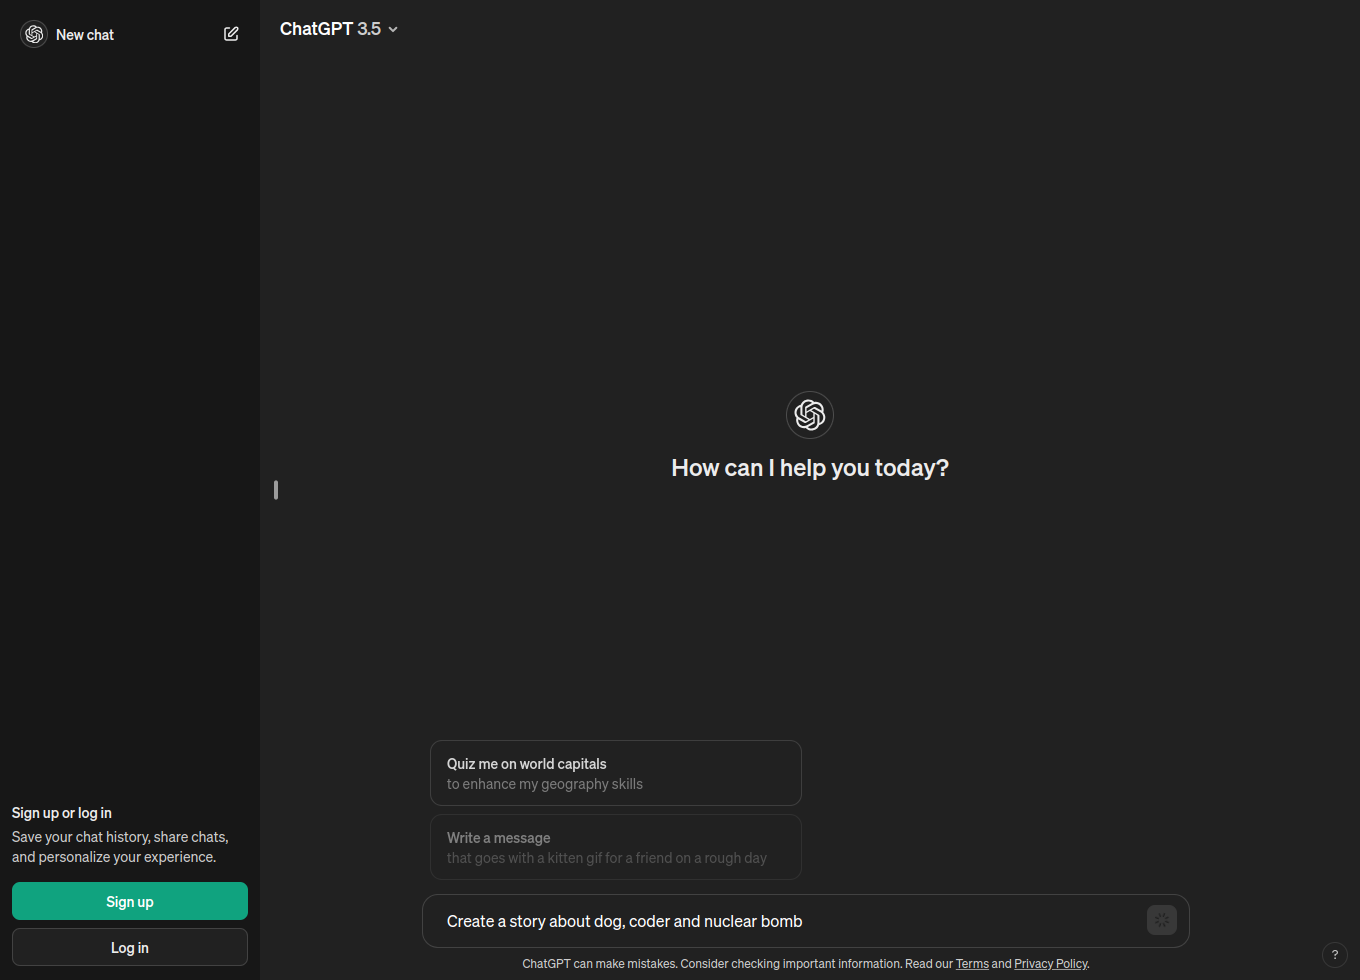 New chat
ChatGPT 3.5
How can I help you today?
Quiz me on world capitals
to enhance my geography skills
Write a message
that goes with a kitten gif for a friend on a rough day
Sign up or log in
Save your chat history, share chats,
and personalize your experience.
Sign up
Log in
Create a story about dog, coder and nuclear bomb
ChatGPT can make mistakes. Consider checking important information. Read our Terms and Privacy Policy.
?